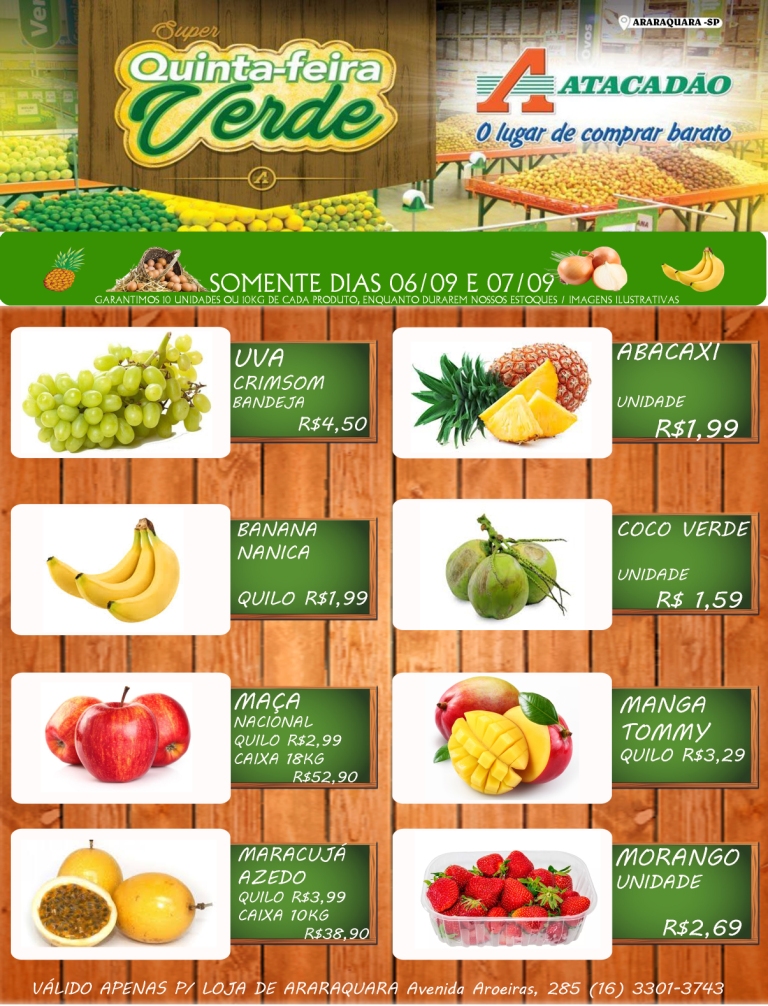 ARARAQUARA -SP
Super
Quinta-feira
Verde
A ATACADÃO
O lugar de comprar barato
A
SOMENTE DIAS 06/09 E 07/09
GARANTIMOS 10 UNIDADES OU 10KG DE CADA PRODUTO, ENQUANTO DURAREM NOSSOS ESTOQUES / IMAGENS ILUSTRATIVAS
UVA
CRIMSOM
BANDEJA
R$4,50
ABACAXI
UNIDADE
R$1,99
BANANA
NANICA
QUILO R$1,99
COCO VERDE
UNIDADE
R$ 1,59
MAÇA
NACIONAL
QUILO R$2,99
CAIXA 18KG
R$52,90
MANGA
TOMMY
QUILO R$3,29
MARACUJÁ
AZEDO
QUILO R$3,99
CAIXA 10KG
R$38,90
MORANGO
UNIDADE
R$2,69
VÁLIDO APENAS P/ LOJA DE ARARAQUARA Avenida Aroeiras, 285 (16) 3301-3743